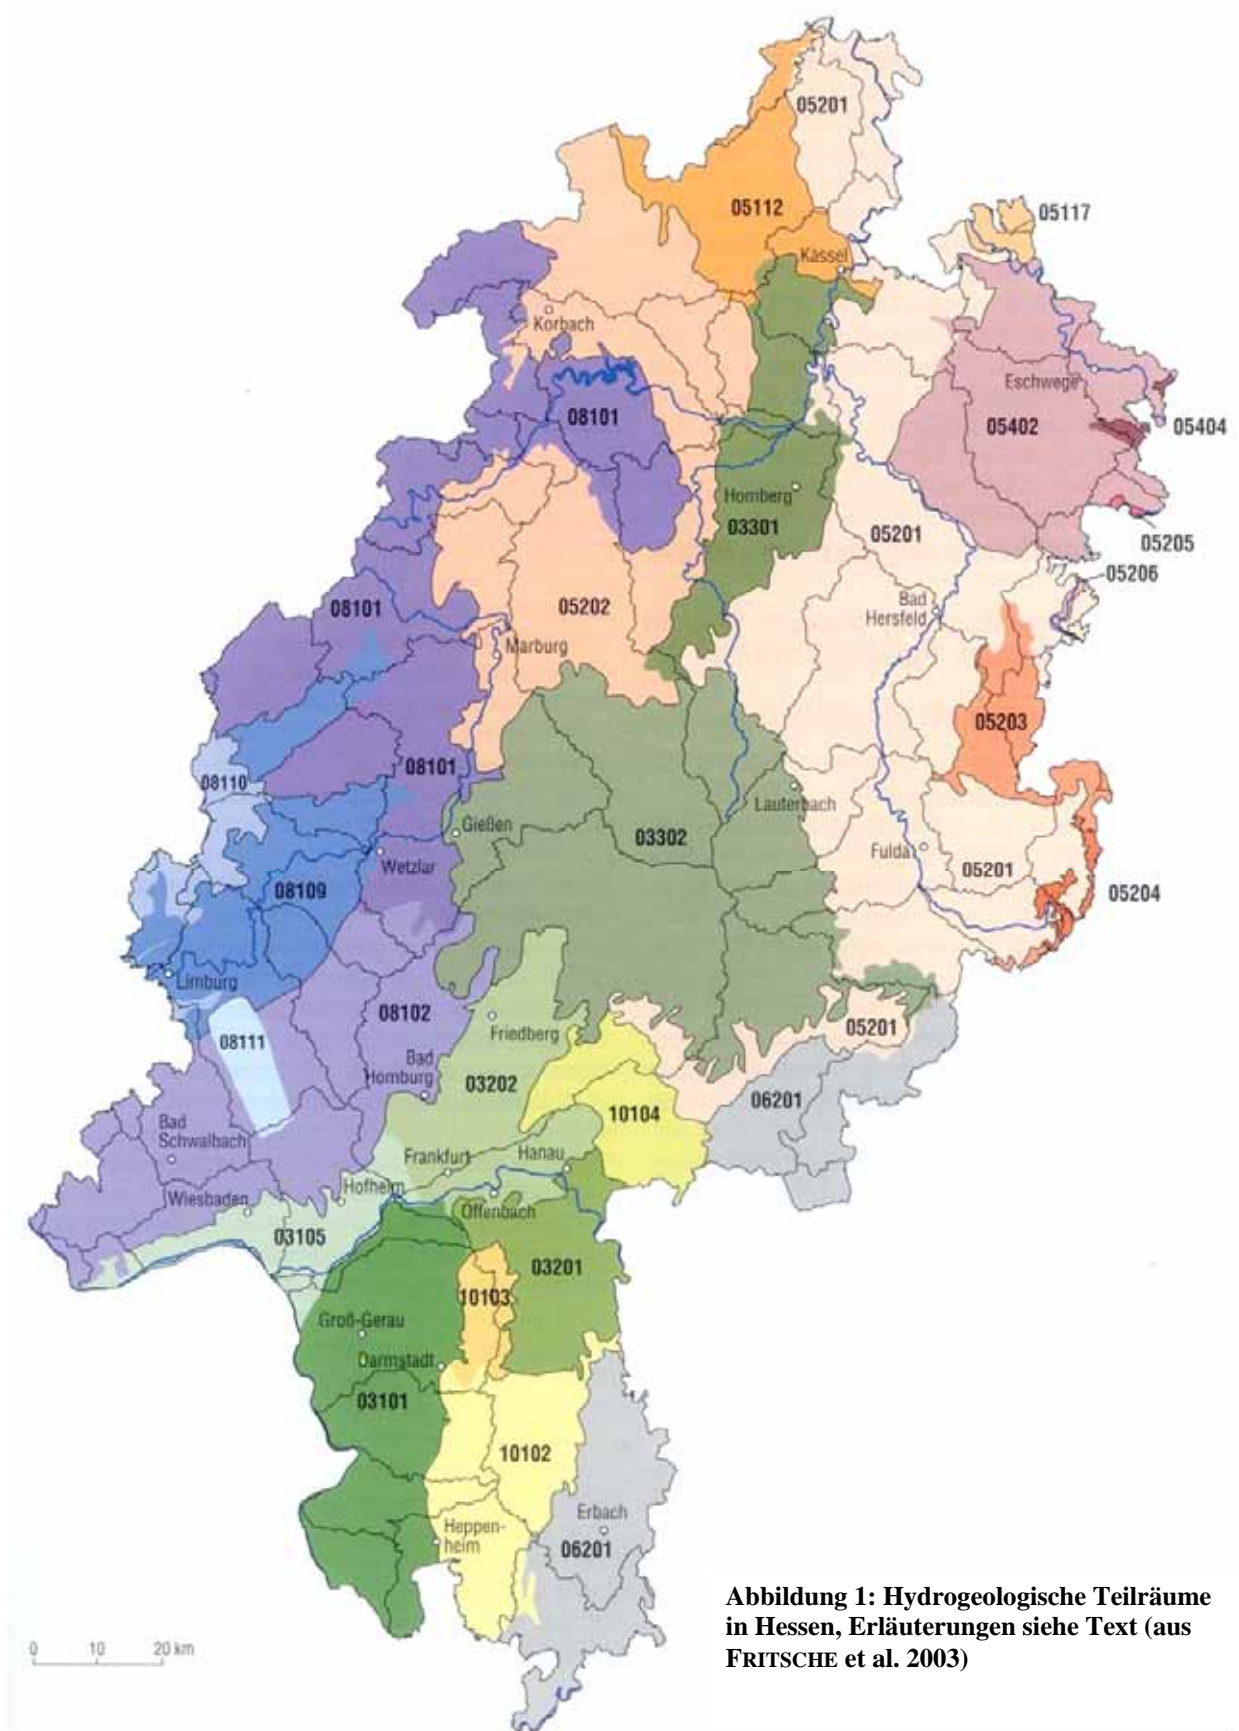 05201
05117
05112
Kassel
Korbach
Eschwege
08101
05402
05404
Homberg
03301
05201
05205
05206
08101
05202
Bad
Hersfeld
Marburg
05203
08101
08110
Lauterbach
Gießen
03302
Fulda
Wetzlar
05201
08109
05204
Limburg
08102
05201
08111
Friedberg
Bad
Homburg
03202
06201
10104
Bad
Schwalbach
Frankfurt
Hanau
Hofheim
Wiesbaden
Offenbach
03105
03201
10103
Groß-Gerau
Darmstadt
03101
10102
Erbach
Heppen-
heim
06201
Abbildung 1: Hydrogeologische Teilräume
in Hessen, Erläuterungen siehe Text (aus
FRITSCHE et al. 2003)
0 10 20 km